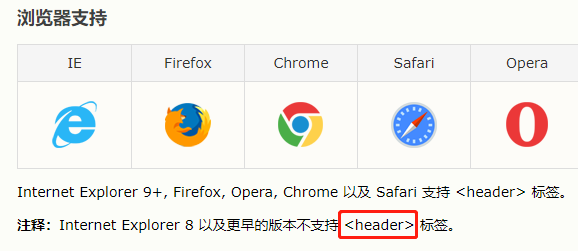 浏览器支持
IE Firefox Chrome Safari Opera
Internet Explorer 9+, Firefox, Opera, Chrome 以及 Safari 支持 <header> 标签。
注释：Internet Explorer 8 以及更早的版本不支持 <header> 标签。